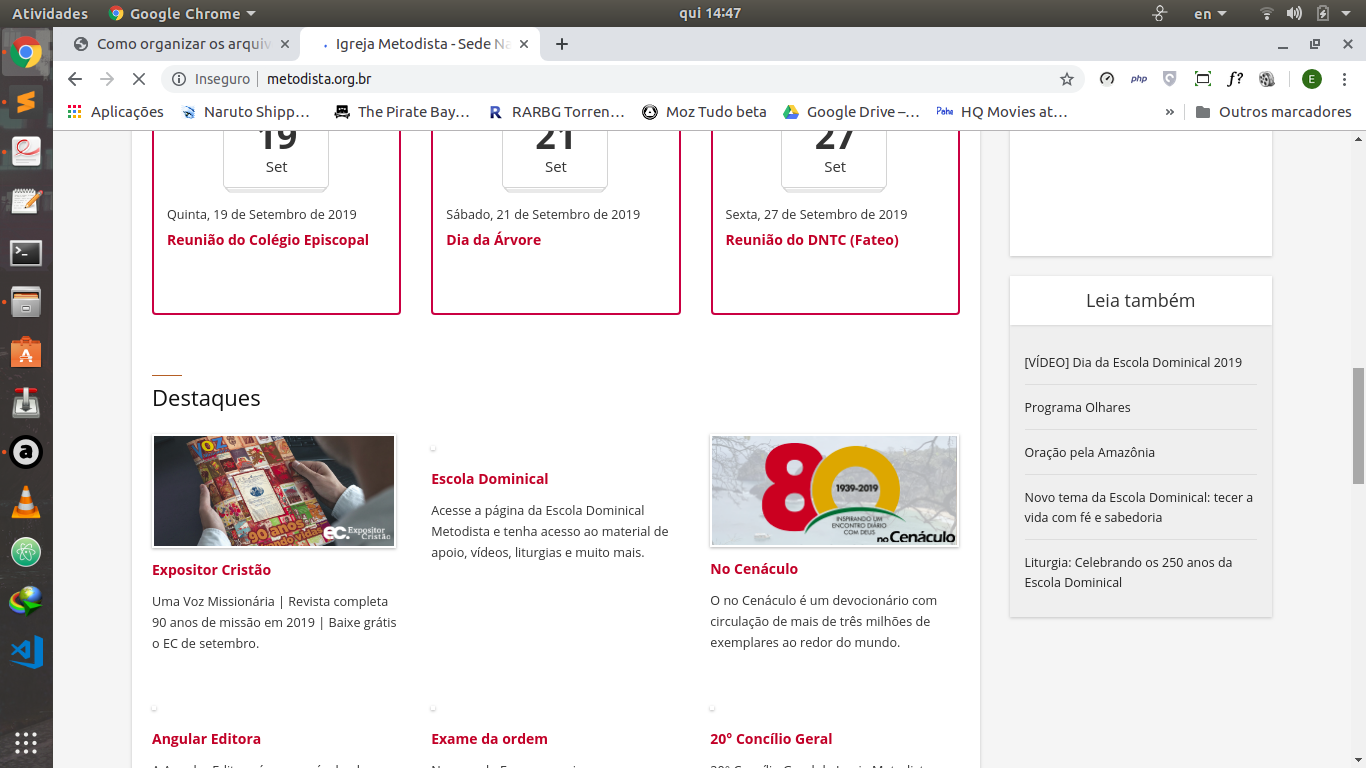 Atividades
Google Chrome
qui 14:47
en
Como organizar os arquiv
Igreja Metodista - Sede Na
Inseguro
metodista.org.br
php
f?
E
Aplicações
Naruto Shipp…
The Pirate Bay…
RARBG Torren…
Moz Tudo beta
Google Drive –…
Pahe
HQ Movies at…
»
Outros marcadores
19
Set
Quinta, 19 de Setembro de 2019
Reunião do Colégio Episcopal
21
Set
Sábado, 21 de Setembro de 2019
Dia da Árvore
27
Set
Sexta, 27 de Setembro de 2019
Reunião do DNTC (Fateo)
Destaques
VOZ
90 anos
ec.
Expositor
Cristão
Expositor Cristão
Uma Voz Missionária | Revista completa
90 anos de missão em 2019 | Baixe grátis
o EC de setembro.
Escola Dominical
Acesse a página da Escola Dominical
Metodista e tenha acesso ao material de
apoio, vídeos, liturgias e muito mais.
80
1939-2019
INSPIRANDO UM
ENCONTRO DIÁRIO
COM DEUS
no Cenáculo
No Cenáculo
O no Cenáculo é um devocionário com
circulação de mais de três milhões de
exemplares ao redor do mundo.
Angular Editora
Exame da ordem
20º Concílio Geral
Leia também
[VÍDEO] Dia da Escola Dominical 2019
Programa Olhares
Oração pela Amazônia
Novo tema da Escola Dominical: tecer a
vida com fé e sabedoria
Liturgia: Celebrando os 250 anos da
Escola Dominical